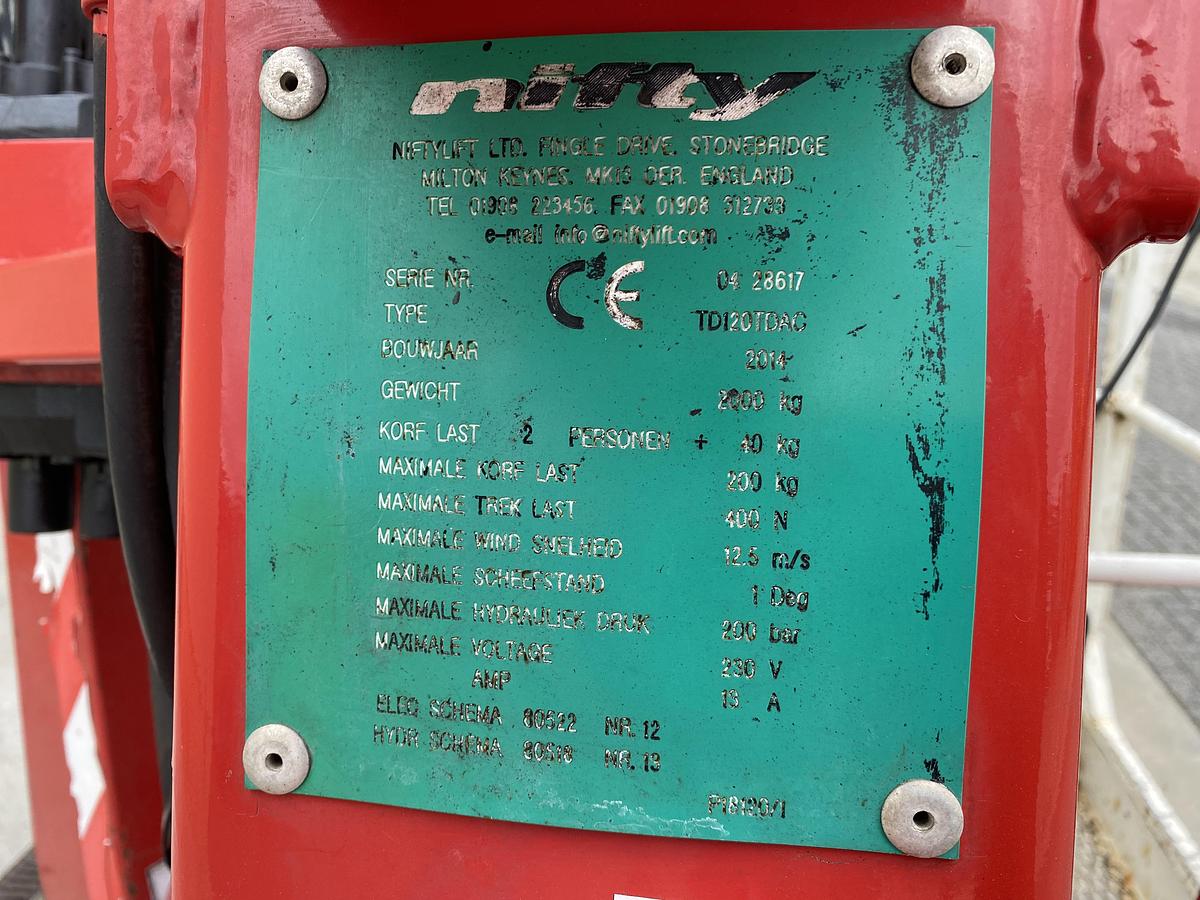 nifty
NIFTYLIFT LTD. FINGLE DRIVE. STONEBRIDGE
MILTON KEYNES. MK13 OER. ENGLAND
TEL 01908 223456. FAX 01908 312733
e-mail info@niftylift.com
SERIE NR. CE 04 28617
TYPE TD120TDAC
BOUWJAAR 2014
GEWICHT kg
KORF LAST 2 PERSONEN + 40 kg
MAXIMALE KORF LAST 200 kg
MAXIMALE TREK LAST 400 N
MAXIMALE WIND SNELHEID 12.5 m/s
MAXIMALE SCHEEFSTAND 1 Deg
MAXIMALE HYDRAULIEK DRUK 200 bar
MAXIMALE VOLTAGE 230 V
AMP 13 A
ELEC SCHEMA 80522 NR. 12
HYDR SCHEMA 80518 NR. 13
P18120/1